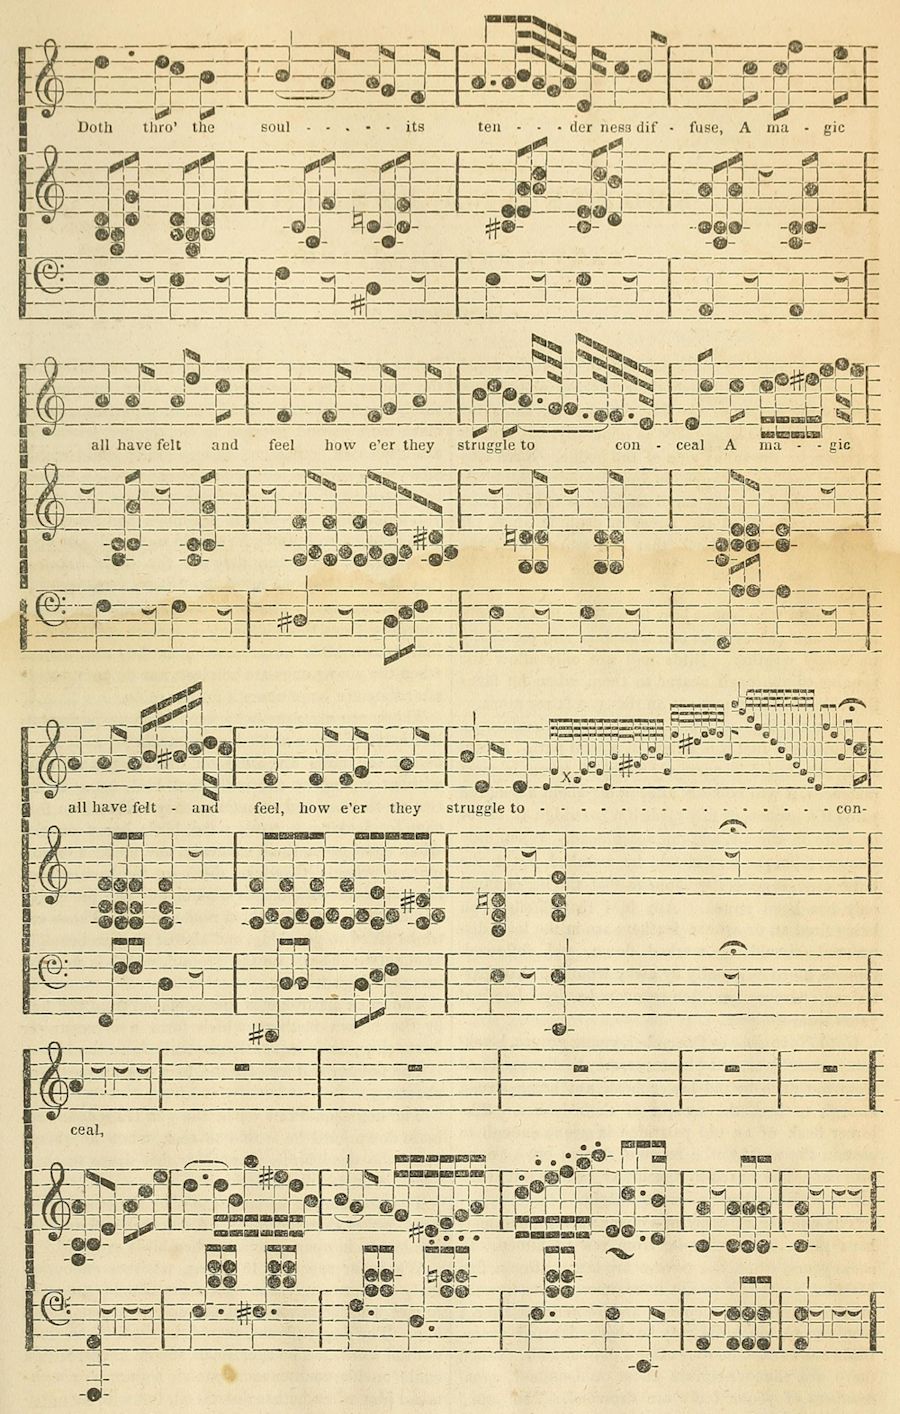 Doth thro' the soul - - - - - its ten - - - der ness dif - fuse, A ma - gic
all have felt and feel how e'er they struggle to con - ceal A ma - - gic
all have felt - and feel, how e'er they struggle to - - - - - - - - - - - - con-
ceal,